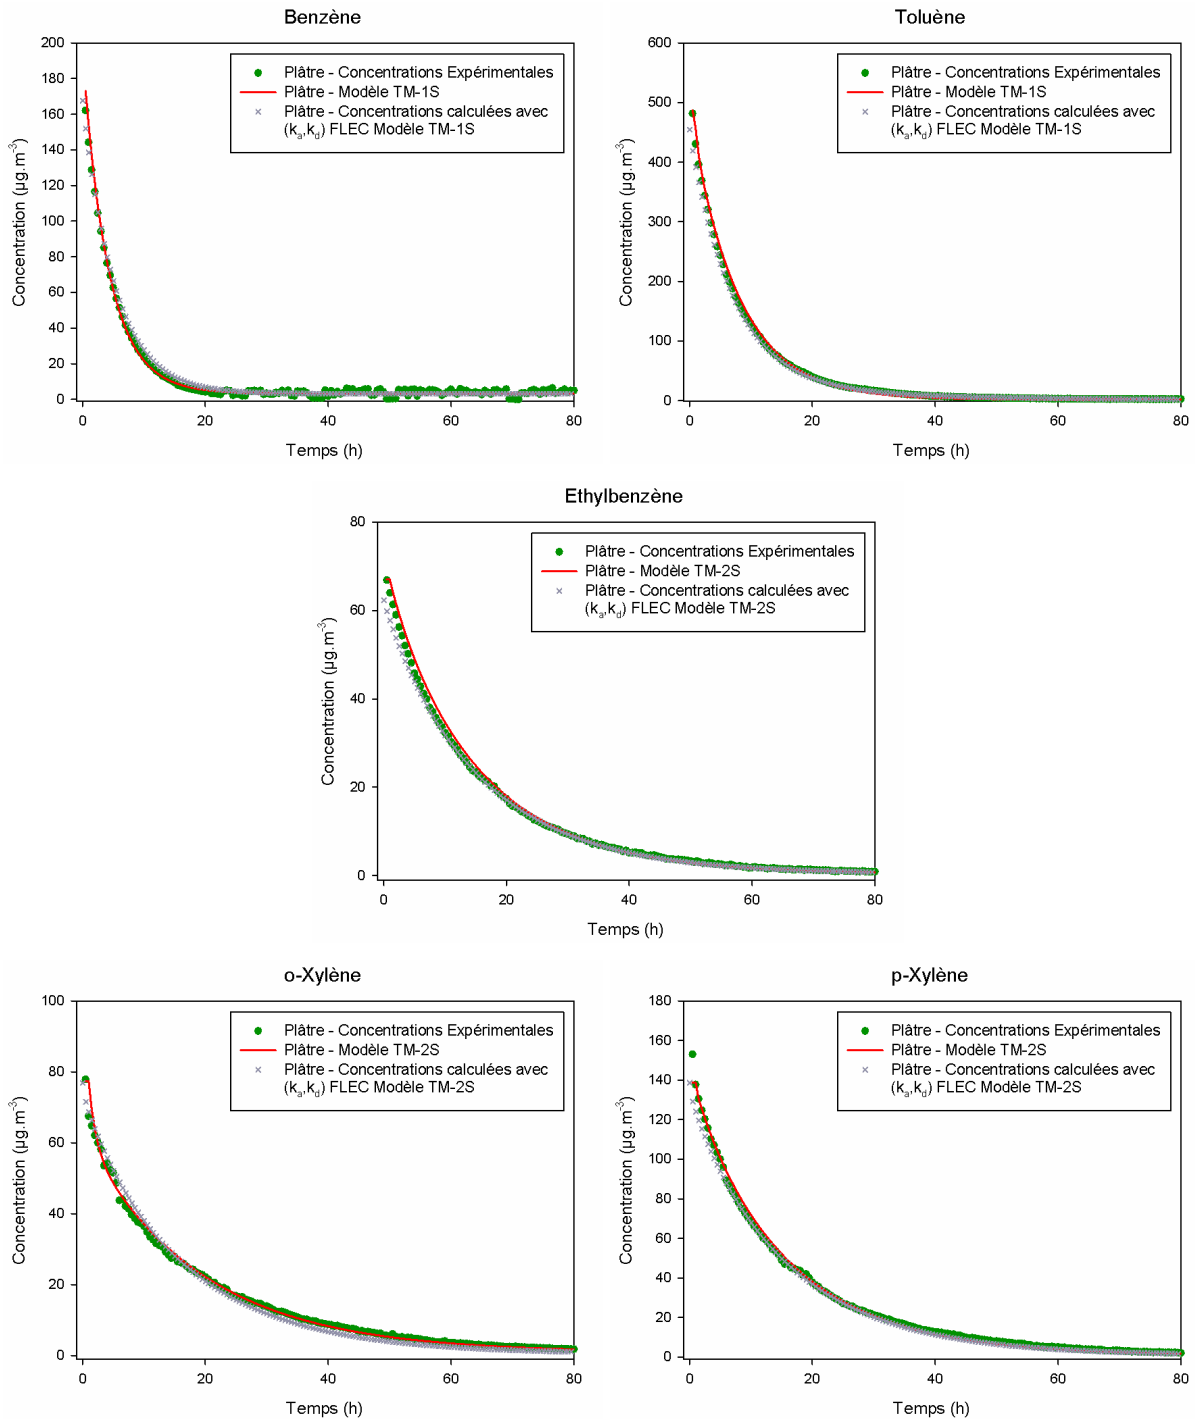 Benzène
200
180
160
140
120
100
80
60
40
20
0
Concentration (µg.m-3)
Plâtre - Concentrations Expérimentales
Plâtre - Modèle TM-1S
Plâtre - Concentrations calculées avec
(ka,kd) FLEC Modèle TM-1S
0 20 40 60 80
Temps (h)
Toluène
600
500
400
300
200
100
0
Concentration (µg.m-3)
Plâtre - Concentrations Expérimentales
Plâtre - Modèle TM-1S
Plâtre - Concentrations calculées avec
(ka,kd) FLEC Modèle TM-1S
0 20 40 60 80
Temps (h)
Ethylbenzène
80
60
40
20
0
Concentration (µg.m-3)
Plâtre - Concentrations Expérimentales
Plâtre - Modèle TM-2S
Plâtre - Concentrations calculées avec
(ka,kd) FLEC Modèle TM-2S
0 20 40 60 80
Temps (h)
o-Xylène
100
80
60
40
20
0
Concentration (µg.m-3)
Plâtre - Concentrations Expérimentales
Plâtre - Modèle TM-2S
Plâtre - Concentrations calculées avec
(ka,kd) FLEC Modèle TM-2S
0 20 40 60 80
Temps (h)
p-Xylène
180
160
140
120
100
80
60
40
20
0
Concentration (µg.m-3)
Plâtre - Concentrations Expérimentales
Plâtre - Modèle TM-2S
Plâtre - Concentrations calculées avec
(ka,kd) FLEC Modèle TM-2S
0 20 40 60 80
Temps (h)